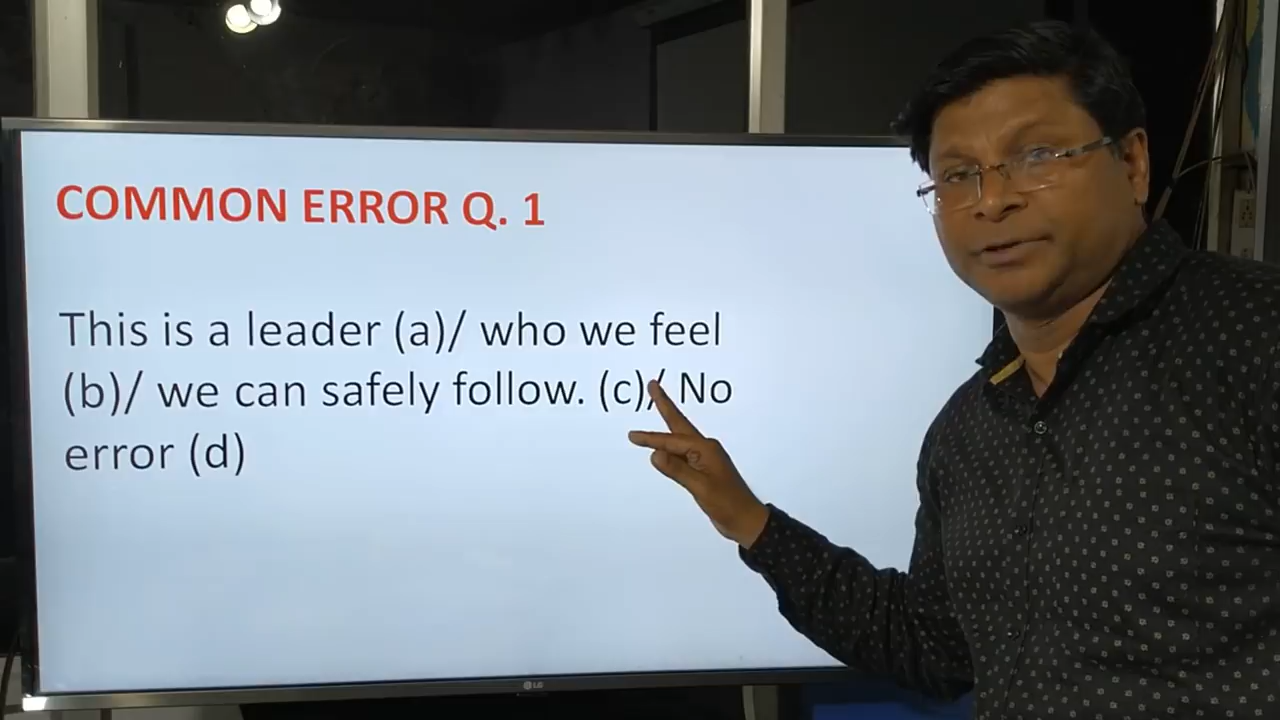 COMMON ERROR Q. 1
This is a leader (a)/ who we feel
(b)/ we can safely follow. (c)/ No
error (d)
LG